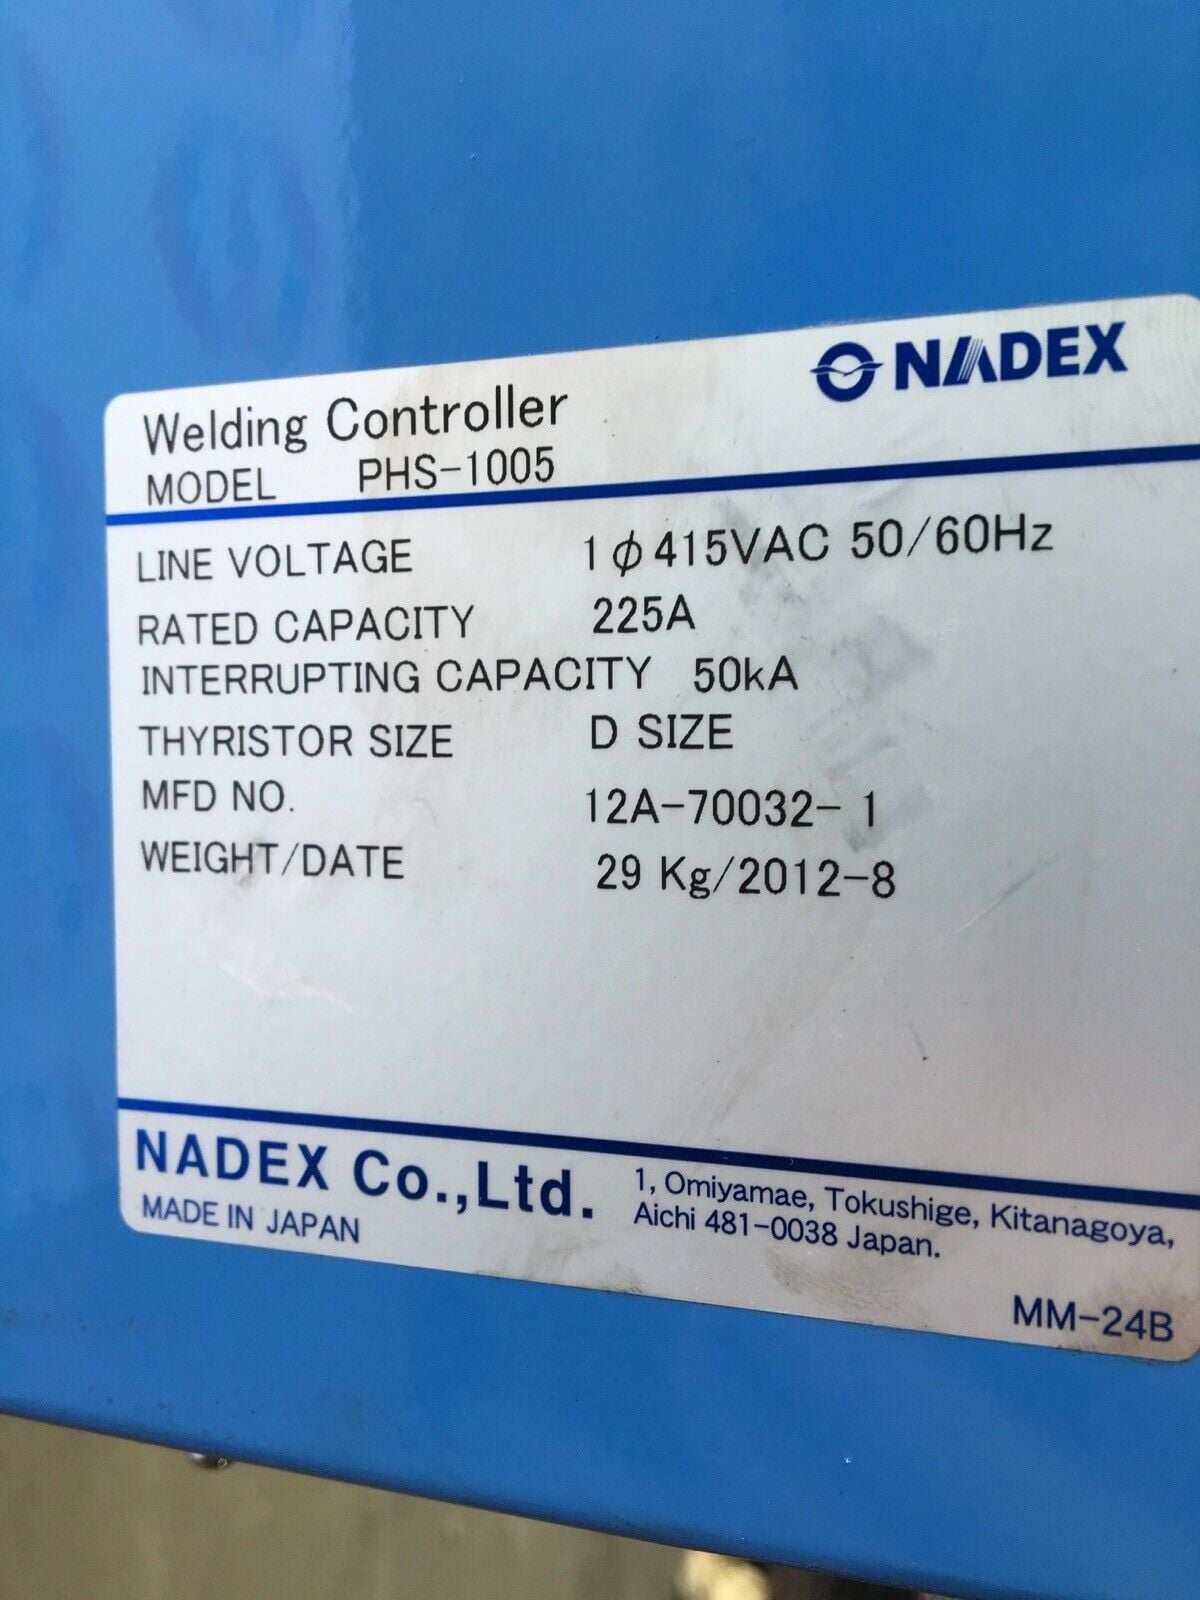 NADEX
Welding Controller
MODEL PHS-1005
LINE VOLTAGE 1φ415VAC 50/60Hz
RATED CAPACITY 225A
INTERRUPTING CAPACITY 50kA
THYRISTOR SIZE D SIZE
MFD NO. 12A-70032- 1
WEIGHT/DATE 29 Kg/2012-8
NADEX Co.,Ltd.
MADE IN JAPAN
1, Omiyamae, Tokushige, Kitanagoya,
Aichi 481-0038 Japan.
MM-24B